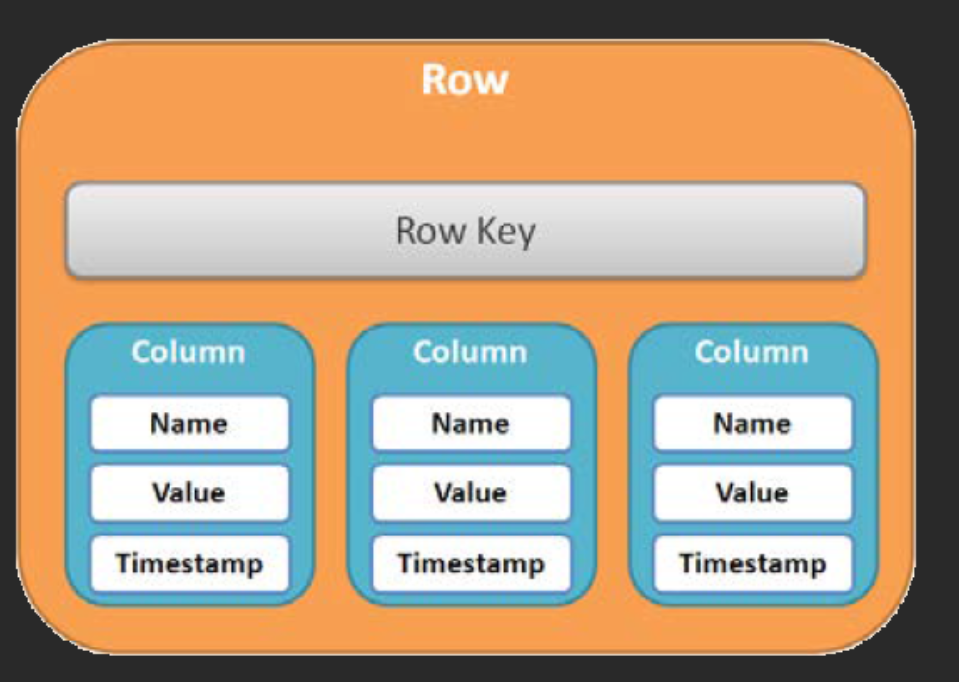 Row
Row Key
Column Column Column
Name Name Name
Value Value Value
Timestamp Timestamp Timestamp